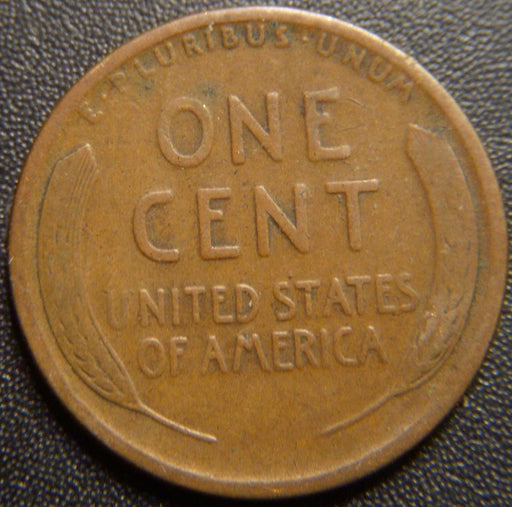 E·PLURIBUS·UNUM
ONE
CENT
UNITED STATES
OF AMERICA